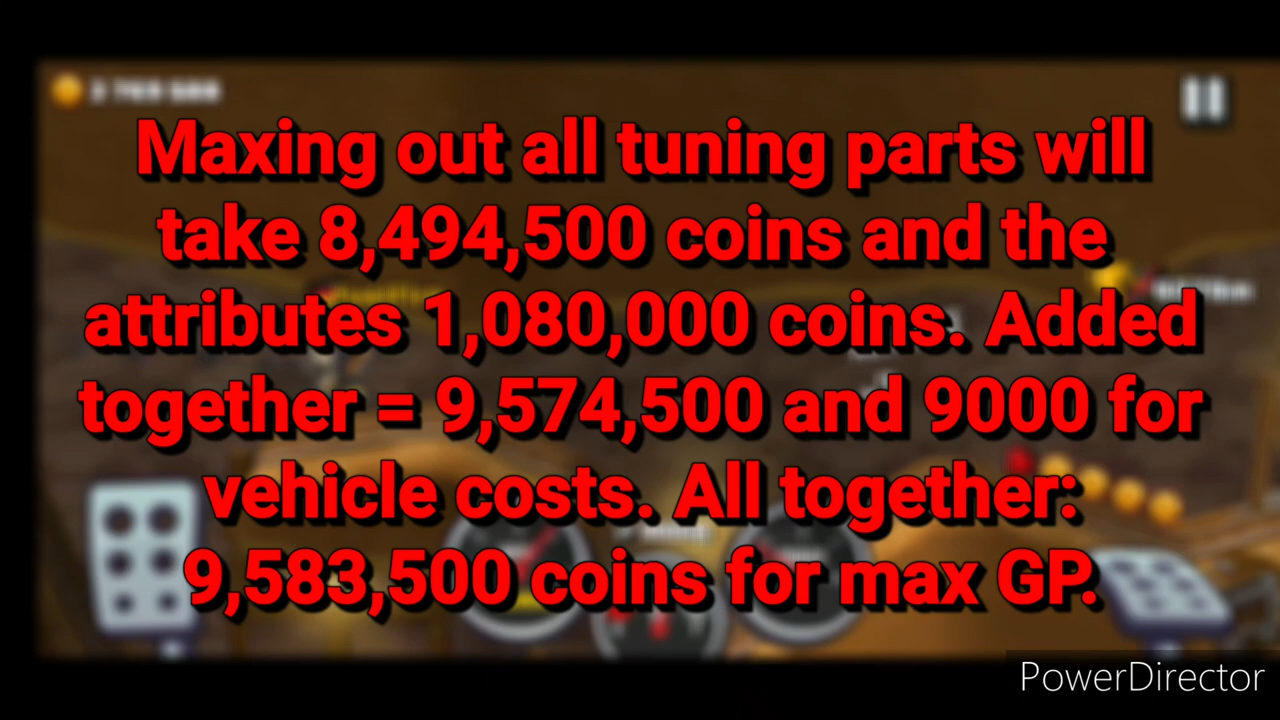 Maxing out all tuning parts will
take 8,494,500 coins and the
attributes 1,080,000 coins. Added
together = 9,574,500 and 9000 for
vehicle costs. All together:
9,583,500 coins for max GP.
PowerDirector